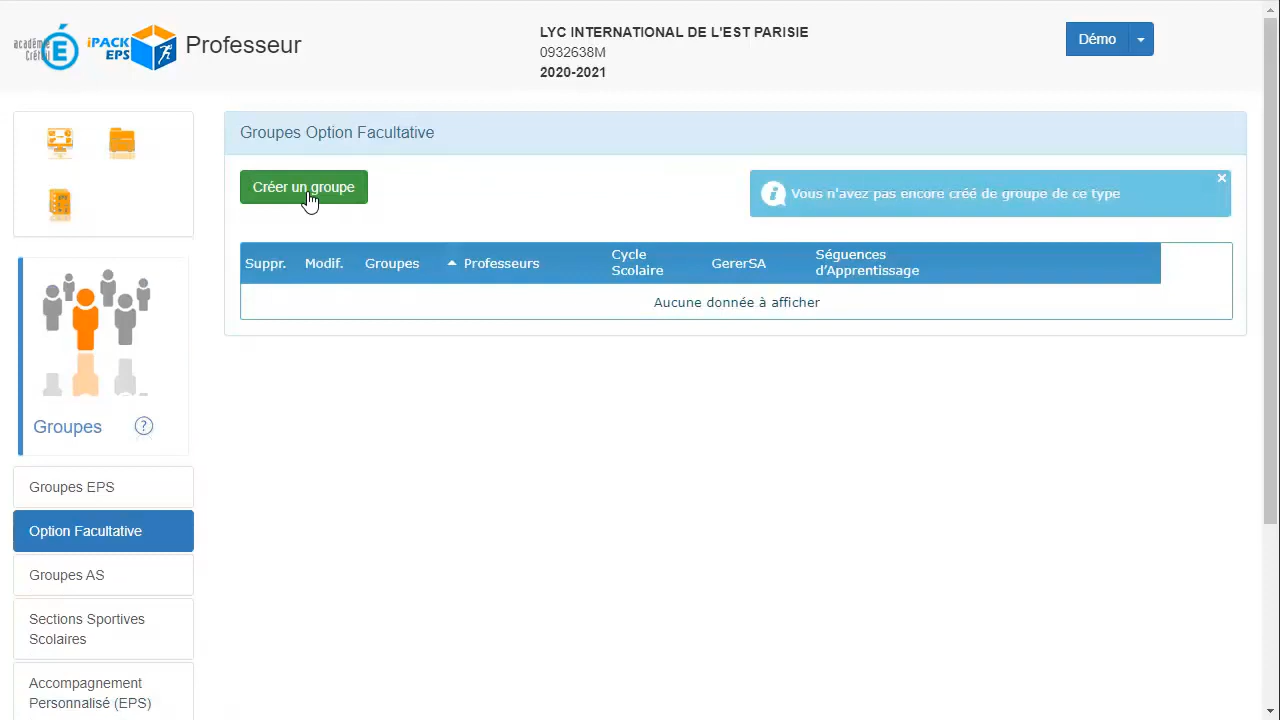 académie
Créteil
iPACK
EPS
Professeur
LYC INTERNATIONAL DE L'EST PARISIE
0932638M
2020-2021
Démo
Groupes Option Facultative
Créer un groupe
Vous n'avez pas encore créé de groupe de ce type
Suppr. Modif. Groupes Professeurs Cycle Scolaire GererSA Séquences d'Apprentissage
Aucune donnée à afficher
Groupes ?
Groupes EPS
Option Facultative
Groupes AS
Sections Sportives
Scolaires
Accompagnement
Personnalisé (EPS)